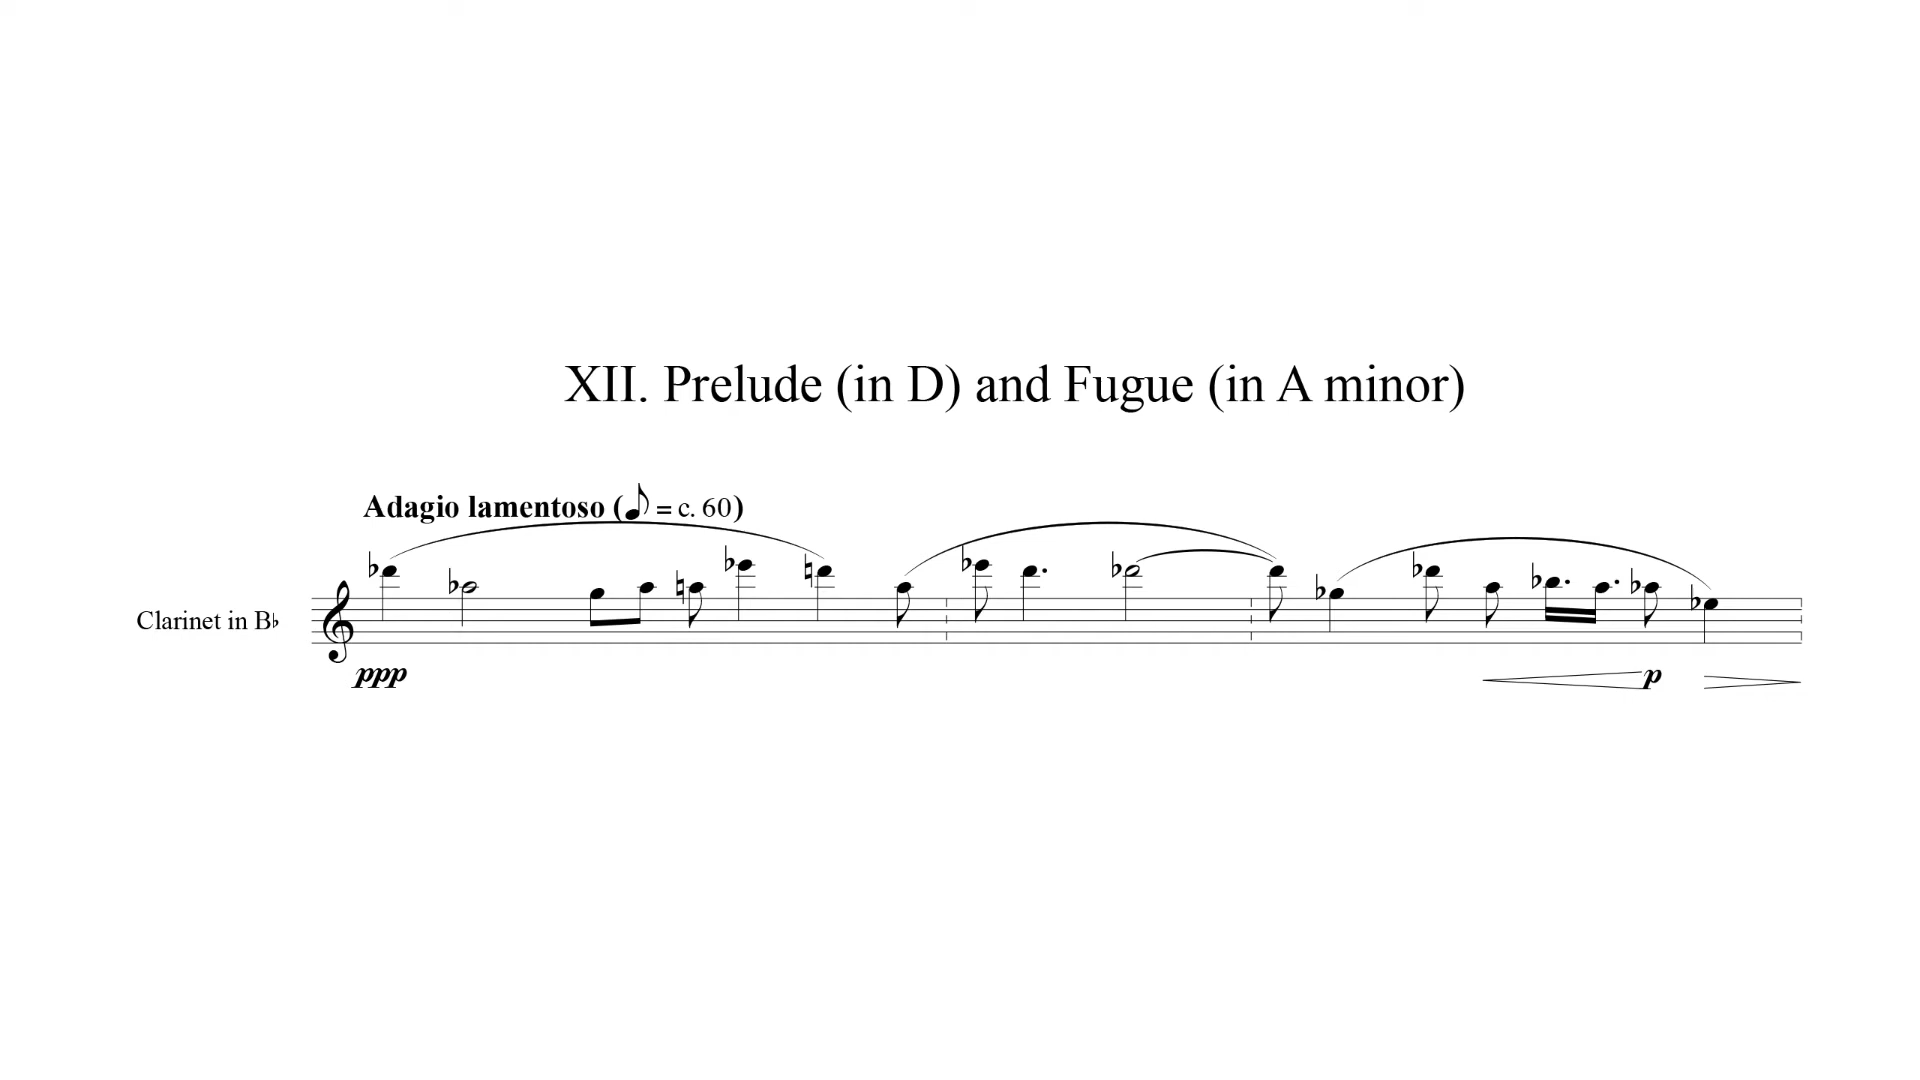 XII. Prelude (in D) and Fugue (in A minor)
Adagio lamentoso (♪ = c. 60)
Clarinet in B♭
ppp
p